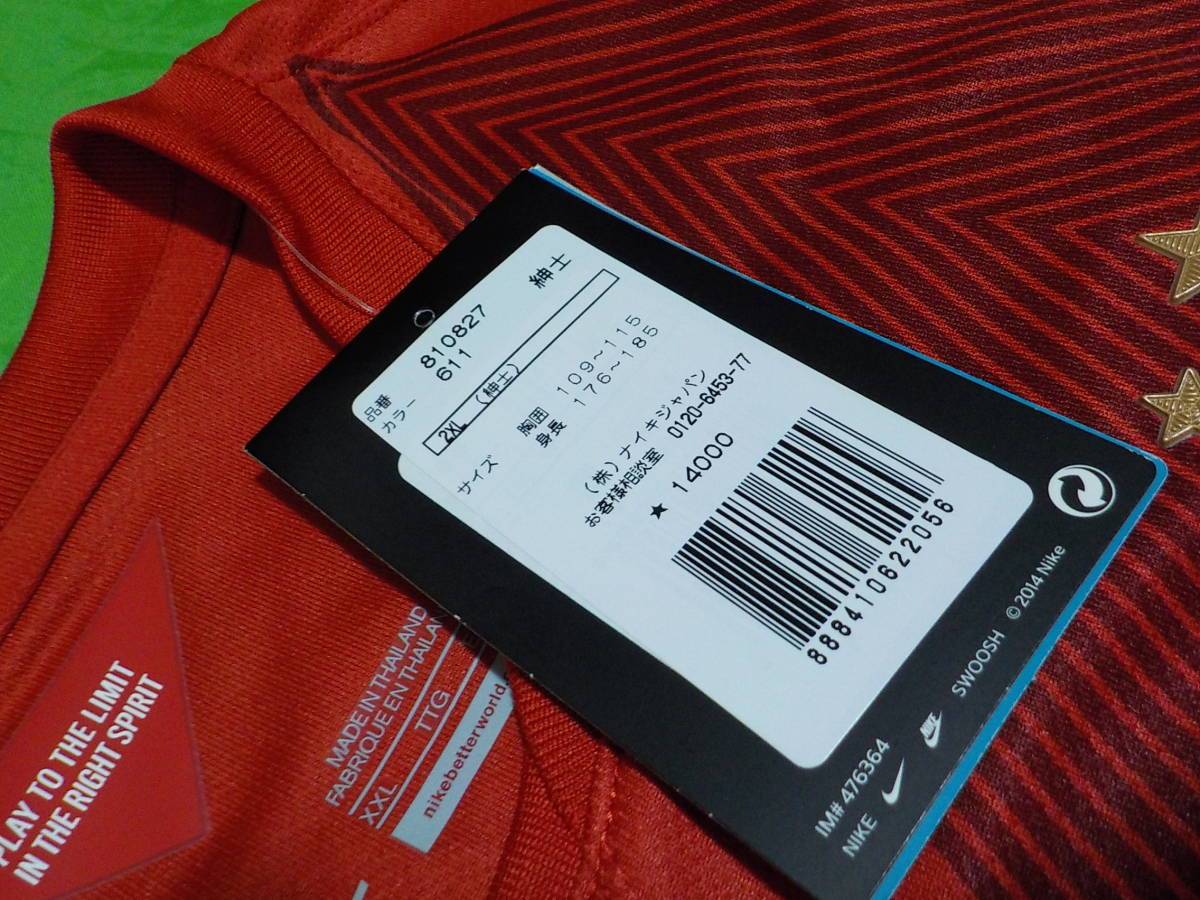 紳士
品番 810827
カラー 611
サイズ 2XL (紳士)
胸囲 109~115
身長 176~185
(株)ナイキジャパン
お客様相談室 0120-6453-77
★ 14000
888410622056
IM# 476364
NIKE SWOOSH © 2014 Nike
MADE IN THAILAND
FABRIQUE EN THAILAN
XXL TTG
nikebetterworld
PLAY TO THE LIMIT
IN THE RIGHT SPIRIT